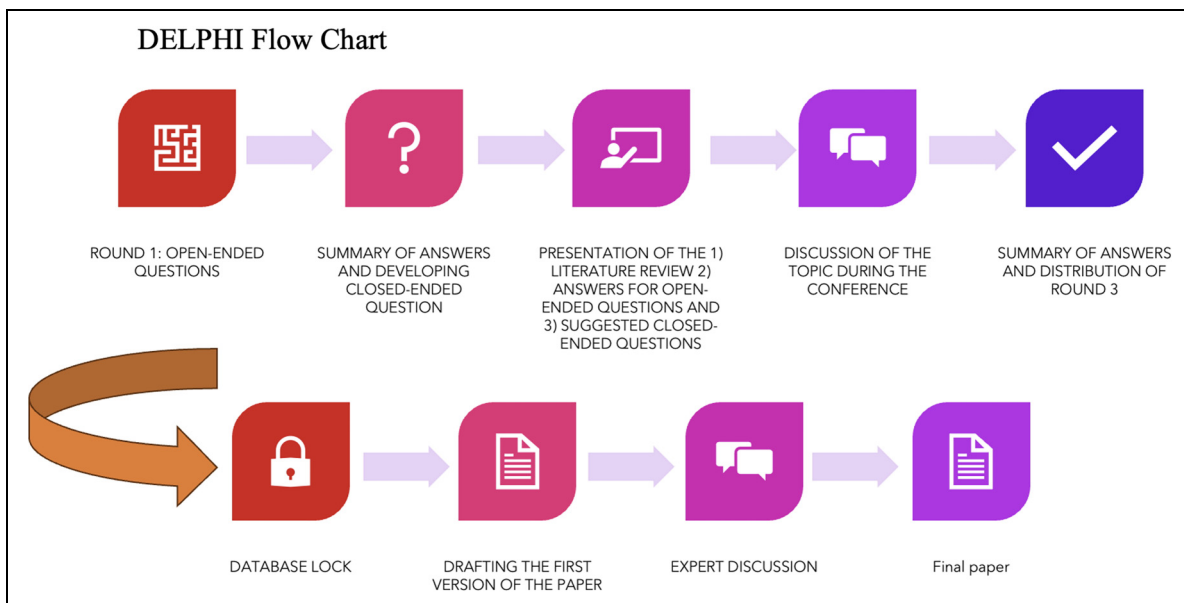 DELPHI Flow Chart
ROUND 1: OPEN-ENDED
QUESTIONS
SUMMARY OF ANSWERS
AND DEVELOPING
CLOSED-ENDED
QUESTION
PRESENTATION OF THE 1)
LITERATURE REVIEW 2)
ANSWERS FOR OPEN-
ENDED QUESTIONS AND
3) SUGGESTED CLOSED-
ENDED QUESTIONS
DISCUSSION OF THE
TOPIC DURING THE
CONFERENCE
SUMMARY OF ANSWERS
AND DISTRIBUTION OF
ROUND 3
DATABASE LOCK
DRAFTING THE FIRST
VERSION OF THE PAPER
EXPERT DISCUSSION
Final paper